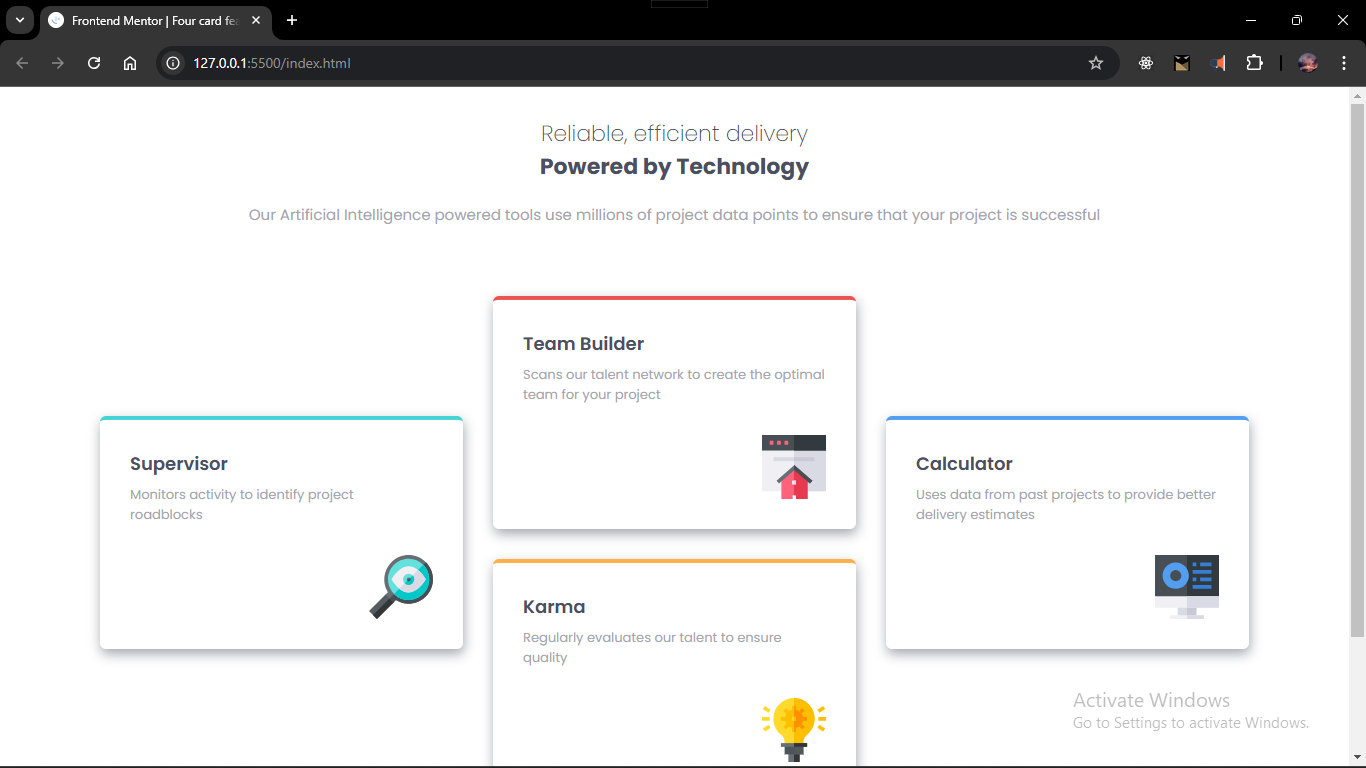 Frontend Mentor | Four card fe
127.0.0.1:5500/index.html
Reliable, efficient delivery
Powered by Technology
Our Artificial Intelligence powered tools use millions of project data points to ensure that your project is successful
Team Builder
Scans our talent network to create the optimal
team for your project
Supervisor
Monitors activity to identify project
roadblocks
Calculator
Uses data from past projects to provide better
delivery estimates
Karma
Regularly evaluates our talent to ensure
quality
Activate Windows
Go to Settings to activate Windows.